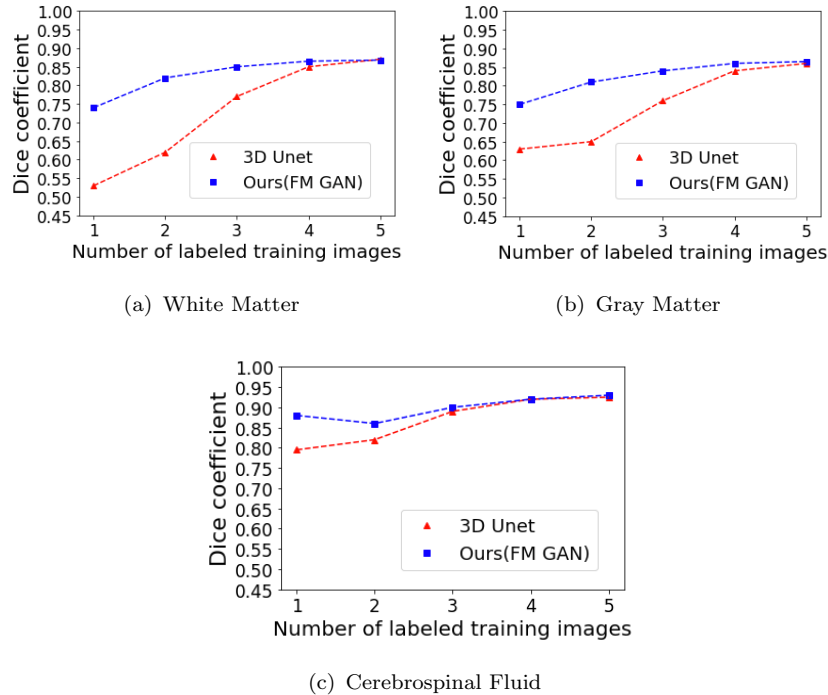 1.00
0.95
0.90
0.85
0.80
0.75
0.70
0.65
0.60
0.55
0.50
0.45
Dice coefficient
3D Unet
Ours(FM GAN)
1 2 3 4 5
Number of labeled training images
(a) White Matter
1.00
0.95
0.90
0.85
0.80
0.75
0.70
0.65
0.60
0.55
0.50
0.45
Dice coefficient
3D Unet
Ours(FM GAN)
1 2 3 4 5
Number of labeled training images
(b) Gray Matter
1.00
0.95
0.90
0.85
0.80
0.75
0.70
0.65
0.60
0.55
0.50
0.45
Dice coefficient
3D Unet
Ours(FM GAN)
1 2 3 4 5
Number of labeled training images
(c) Cerebrospinal Fluid